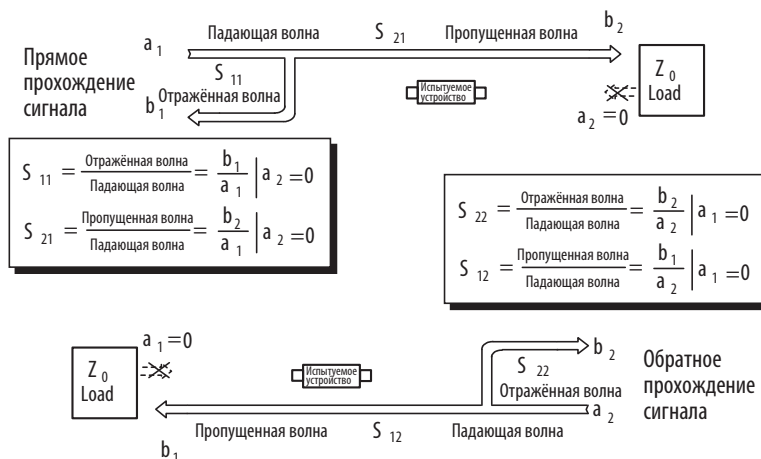 Прямое
прохождение
сигнала
a 1 Падающая волна S 21 Пропущенная волна b 2
S 11
Отражённая волна
b 1
Испытуемое
устройство
a 2 =0
Z 0
Load
S 11 = Отражённая волна / Падающая волна = b 1 / a 1 | a 2 =0
S 21 = Пропущенная волна / Падающая волна = b 2 / a 1 | a 2 =0
S 22 = Отражённая волна / Падающая волна = b 2 / a 2 | a 1 =0
S 12 = Пропущенная волна / Падающая волна = b 1 / a 2 | a 1 =0
Z 0
Load
a 1 =0
Испытуемое
устройство
b 2
S 22
Отражённая волна
a 2
b 1 Пропущенная волна S 12 Падающая волна
Обратное
прохождение
сигнала